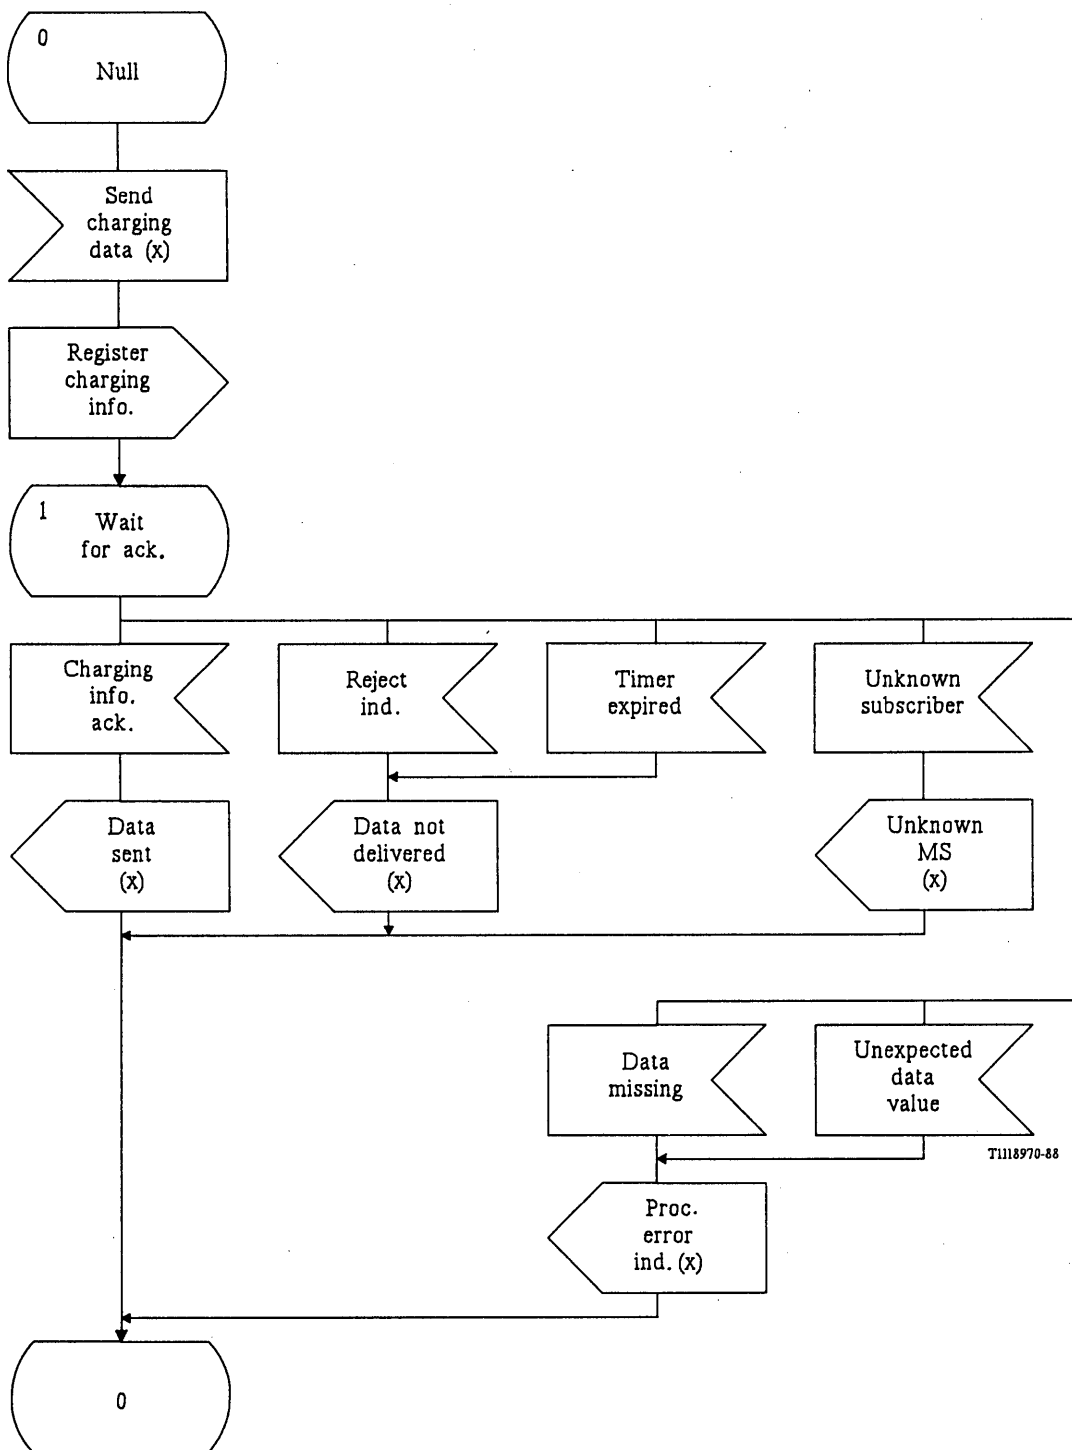 0
Null
Send
charging
data (x)
Register
charging
info.
1
Wait
for ack.
Charging
info.
ack.
Reject
ind.
Timer
expired
Unknown
subscriber
Data
sent
(x)
Data not
delivered
(x)
Unknown
MS
(x)
Data
missing
Unexpected
data
value
T1118970-88
Proc.
error
ind. (x)
0